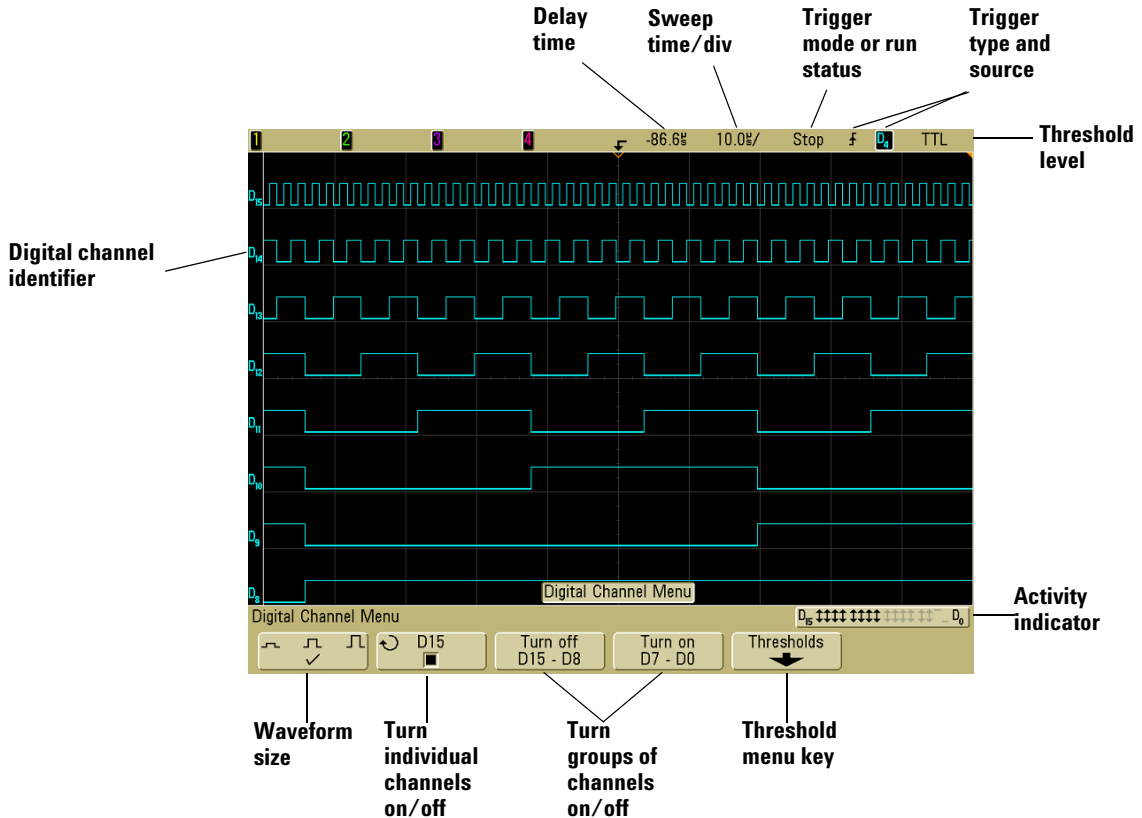 Delay
time
Sweep
time/div
Trigger
mode or run
status
Trigger
type and
source
1 2 3 4 -86.6µs 10.0µs/ Stop D4 TTL
Threshold
level
D15
Digital channel
identifier
D14
D13
D12
D11
D10
D9
D8
Digital Channel Menu
Digital Channel Menu
D15 D0
Activity
indicator
D15
Turn off
D15 - D8
Turn on
D7 - D0
Thresholds
Waveform
size
Turn
individual
channels
on/off
Turn
groups of
channels
on/off
Threshold
menu key